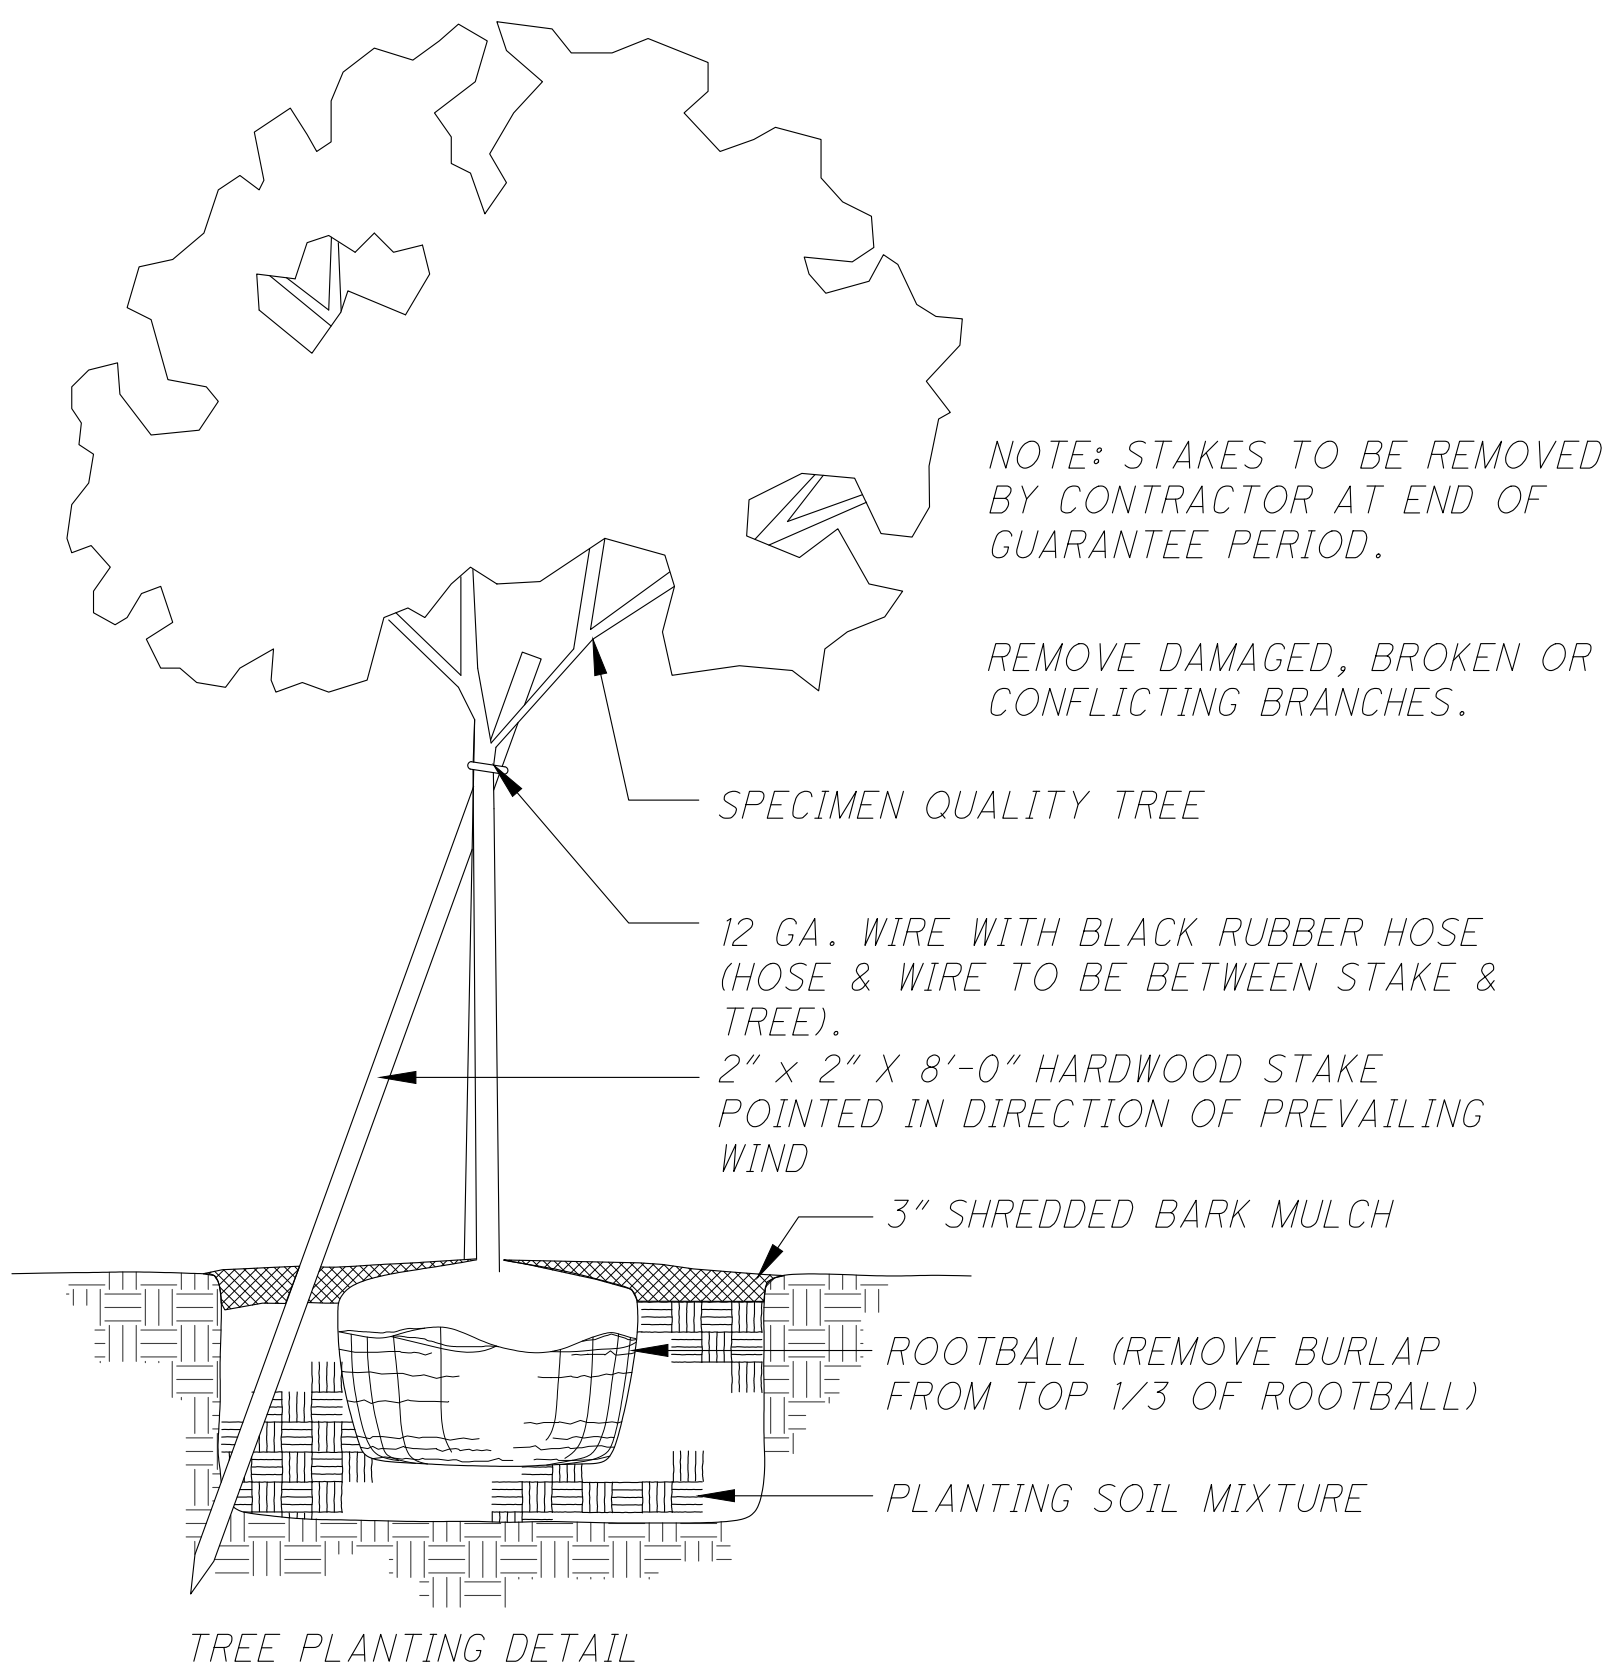 NOTE: STAKES TO BE REMOVED
BY CONTRACTOR AT END OF
GUARANTEE PERIOD.
REMOVE DAMAGED, BROKEN OR
CONFLICTING BRANCHES.
SPECIMEN QUALITY TREE
12 GA. WIRE WITH BLACK RUBBER HOSE
(HOSE & WIRE TO BE BETWEEN STAKE &
TREE).
2" x 2" X 8'-0" HARDWOOD STAKE
POINTED IN DIRECTION OF PREVAILING
WIND
3" SHREDDED BARK MULCH
ROOTBALL (REMOVE BURLAP
FROM TOP 1/3 OF ROOTBALL)
PLANTING SOIL MIXTURE
TREE PLANTING DETAIL